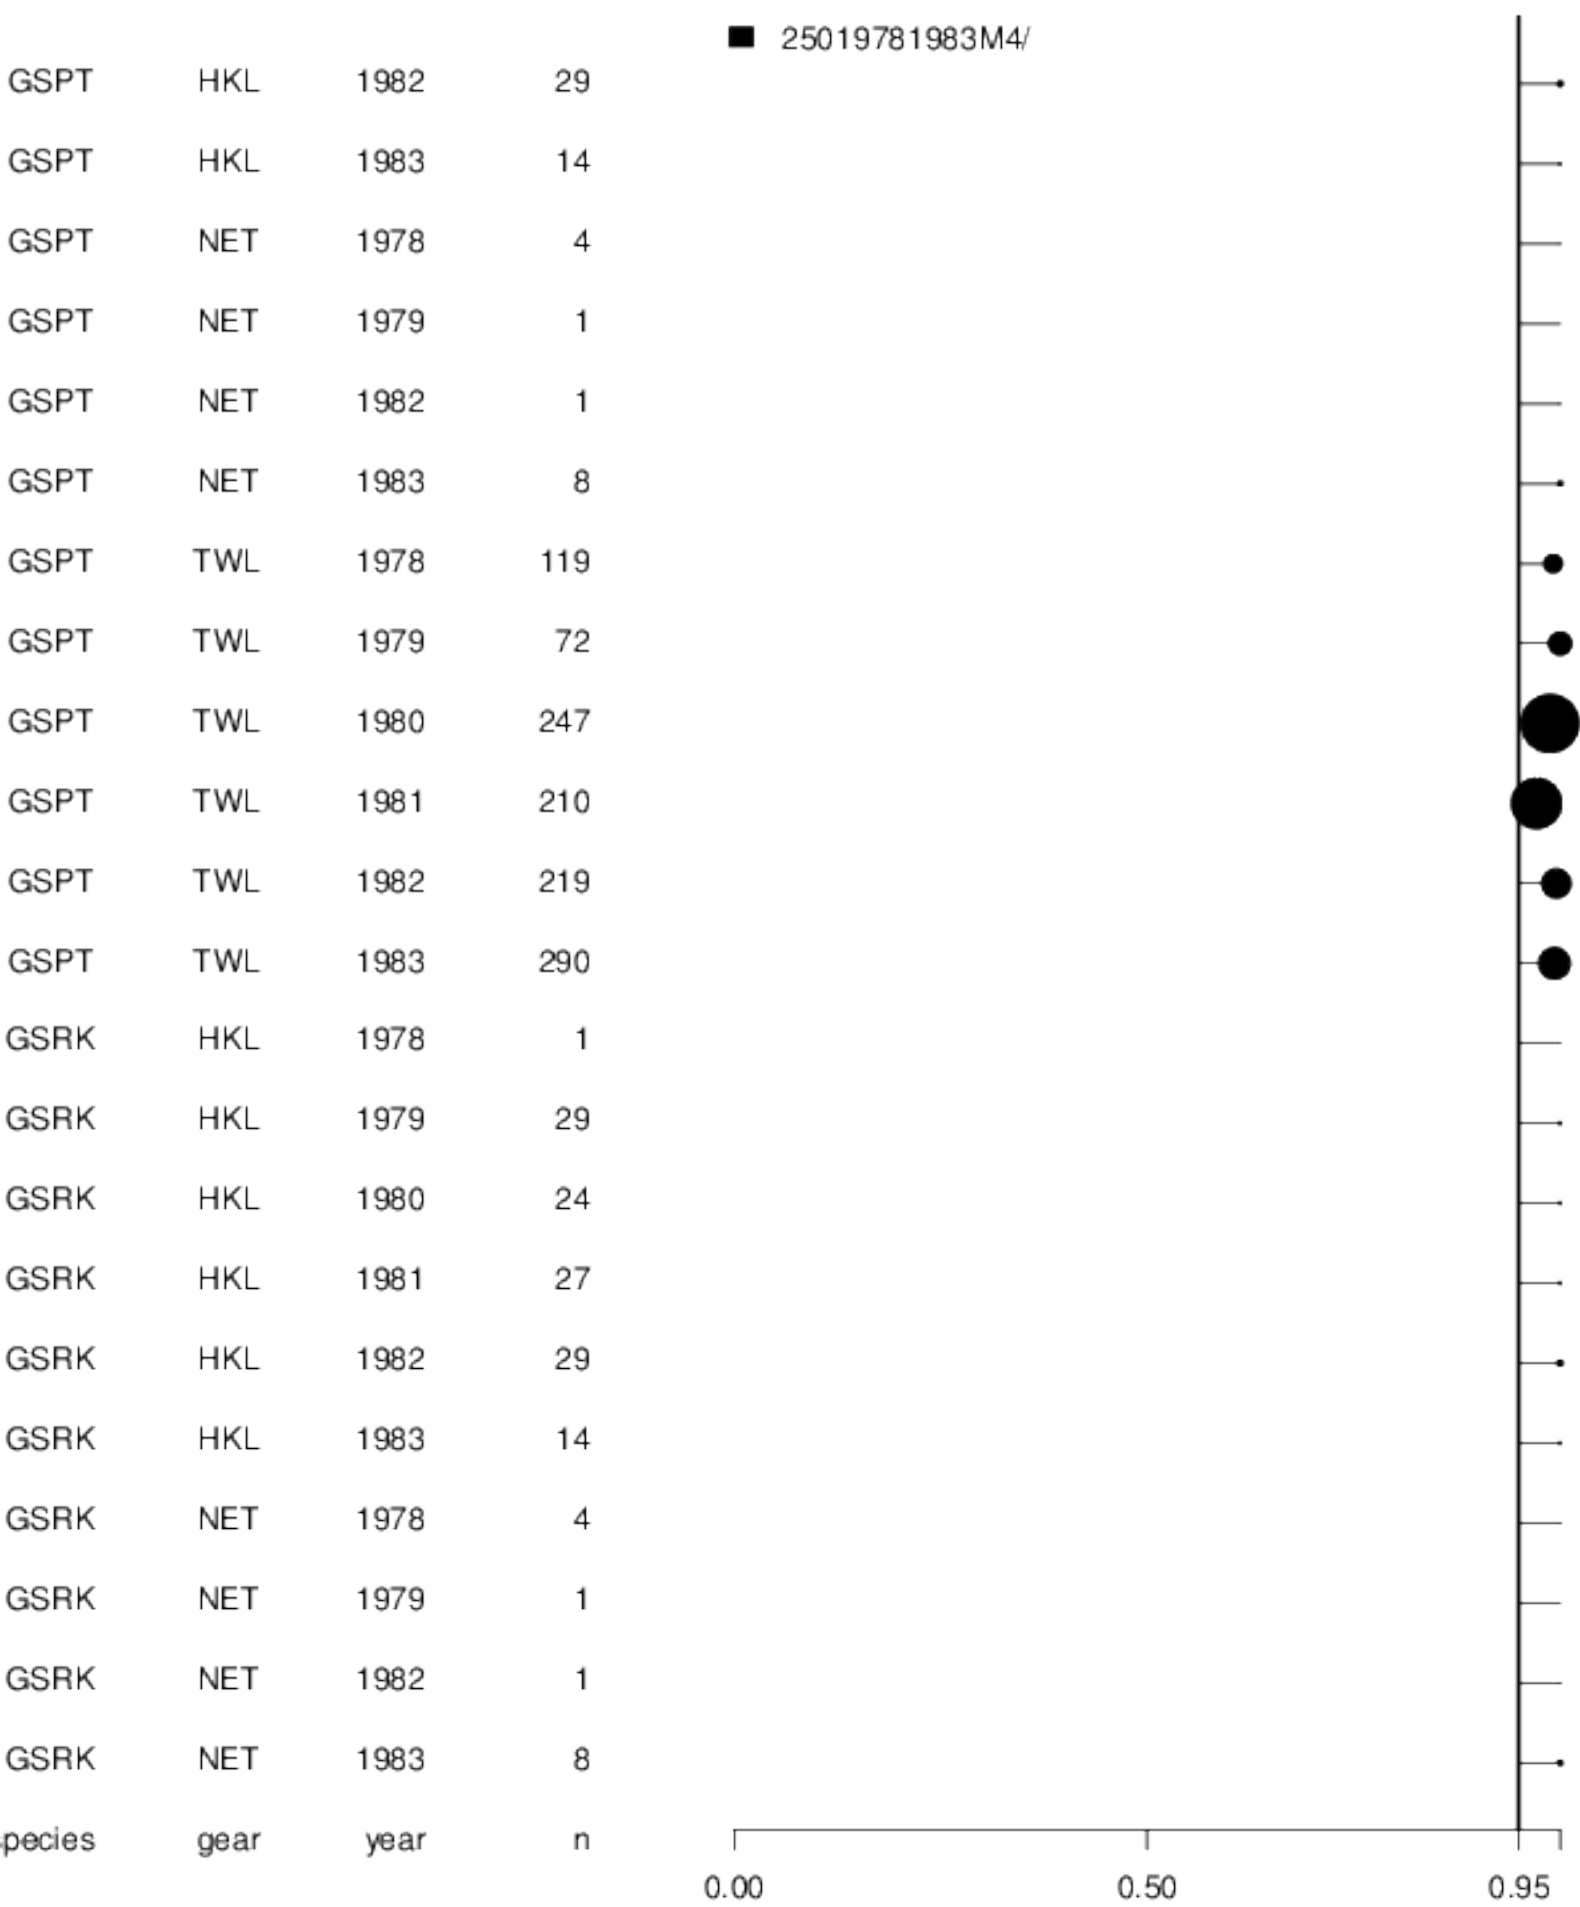 25019781983M4/
GSPT HKL 1982 29
GSPT HKL 1983 14
GSPT NET 1978 4
GSPT NET 1979 1
GSPT NET 1982 1
GSPT NET 1983 8
GSPT TWL 1978 119
GSPT TWL 1979 72
GSPT TWL 1980 247
GSPT TWL 1981 210
GSPT TWL 1982 219
GSPT TWL 1983 290
GSRK HKL 1978 1
GSRK HKL 1979 29
GSRK HKL 1980 24
GSRK HKL 1981 27
GSRK HKL 1982 29
GSRK HKL 1983 14
GSRK NET 1978 4
GSRK NET 1979 1
GSRK NET 1982 1
GSRK NET 1983 8
pecies gear year n
0.00 0.50 0.95